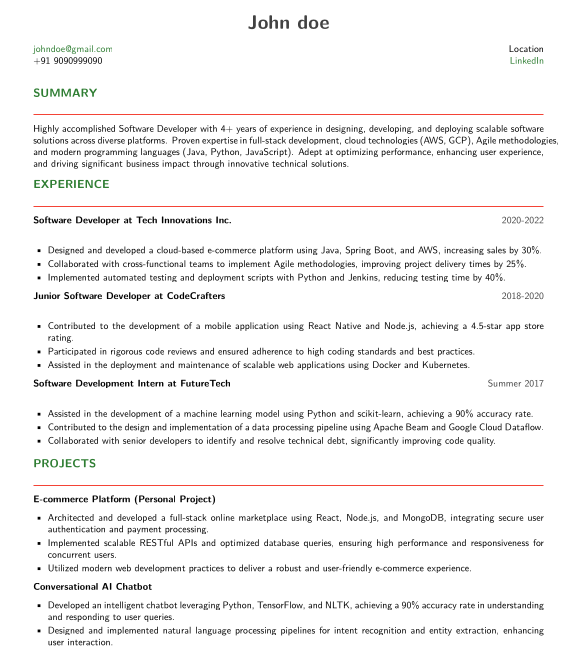 John doe
johndoe@gmail.com
Location
+91 9090999090
LinkedIn
SUMMARY
Highly accomplished Software Developer with 4+ years of experience in designing, developing, and deploying scalable software
solutions across diverse platforms. Proven expertise in full-stack development, cloud technologies (AWS, GCP), Agile methodologies,
and modern programming languages (Java, Python, JavaScript). Adept at optimizing performance, enhancing user experience,
and driving significant business impact through innovative technical solutions.
EXPERIENCE
Software Developer at Tech Innovations Inc. 2020-2022
▪ Designed and developed a cloud-based e-commerce platform using Java, Spring Boot, and AWS, increasing sales by 30%.
▪ Collaborated with cross-functional teams to implement Agile methodologies, improving project delivery times by 25%.
▪ Implemented automated testing and deployment scripts with Python and Jenkins, reducing testing time by 40%.
Junior Software Developer at CodeCrafters 2018-2020
▪ Contributed to the development of a mobile application using React Native and Node.js, achieving a 4.5-star app store
rating.
▪ Participated in rigorous code reviews and ensured adherence to high coding standards and best practices.
▪ Assisted in the deployment and maintenance of scalable web applications using Docker and Kubernetes.
Software Development Intern at FutureTech Summer 2017
▪ Assisted in the development of a machine learning model using Python and scikit-learn, achieving a 90% accuracy rate.
▪ Contributed to the design and implementation of a data processing pipeline using Apache Beam and Google Cloud Dataflow.
▪ Collaborated with senior developers to identify and resolve technical debt, significantly improving code quality.
PROJECTS
E-commerce Platform (Personal Project)
▪ Architected and developed a full-stack online marketplace using React, Node.js, and MongoDB, integrating secure user
authentication and payment processing.
▪ Implemented scalable RESTful APIs and optimized database queries, ensuring high performance and responsiveness for
concurrent users.
▪ Utilized modern web development practices to deliver a robust and user-friendly e-commerce experience.
Conversational AI Chatbot
▪ Developed an intelligent chatbot leveraging Python, TensorFlow, and NLTK, achieving a 90% accuracy rate in understanding
and responding to user queries.
▪ Designed and implemented natural language processing pipelines for intent recognition and entity extraction, enhancing
user interaction.